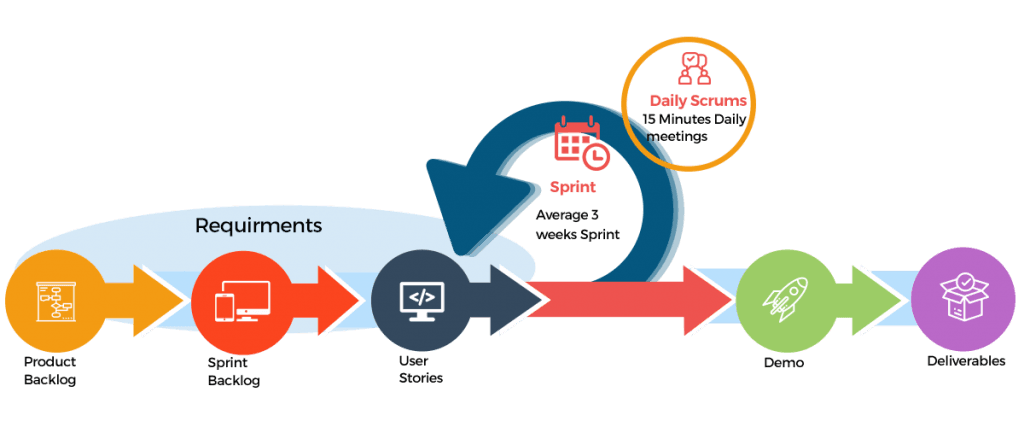 Daily Scrums
15 Minutes Daily
meetings
Sprint
Average 3
weeks Sprint
Requirments
</>
Product
Backlog
Sprint
Backlog
User
Stories
Demo
Deliverables